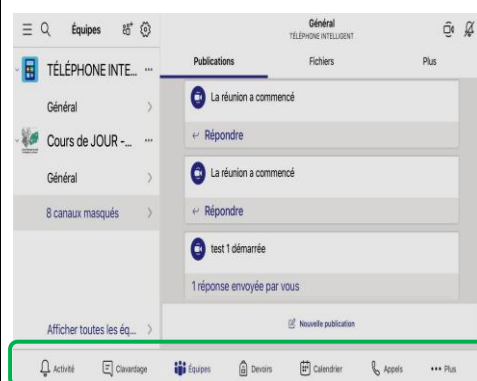 Équipes
TÉLÉPHONE INTE... ...
Général
Cours de JOUR -... ...
Général
8 canaux masqués
Afficher toutes les éq...
Général
TÉLÉPHONE INTELLIGENT
Publications Fichiers Plus
La réunion a commencé
Répondre
La réunion a commencé
Répondre
test 1 démarrée
1 réponse envoyée par vous
Nouvelle publication
Activité Clavardage Équipes Devoirs Calendrier Appels ... Plus